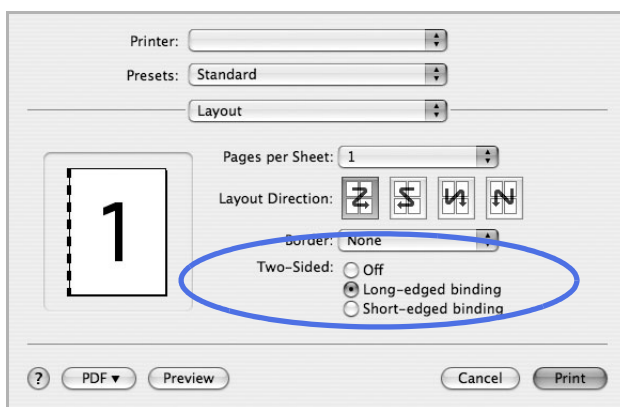 Printer:
Presets: Standard
Layout
Pages per Sheet: 1
Layout Direction:
Border: None
Two-Sided: Off
Long-edged binding
Short-edged binding
1
? PDF▼ Preview Cancel Print